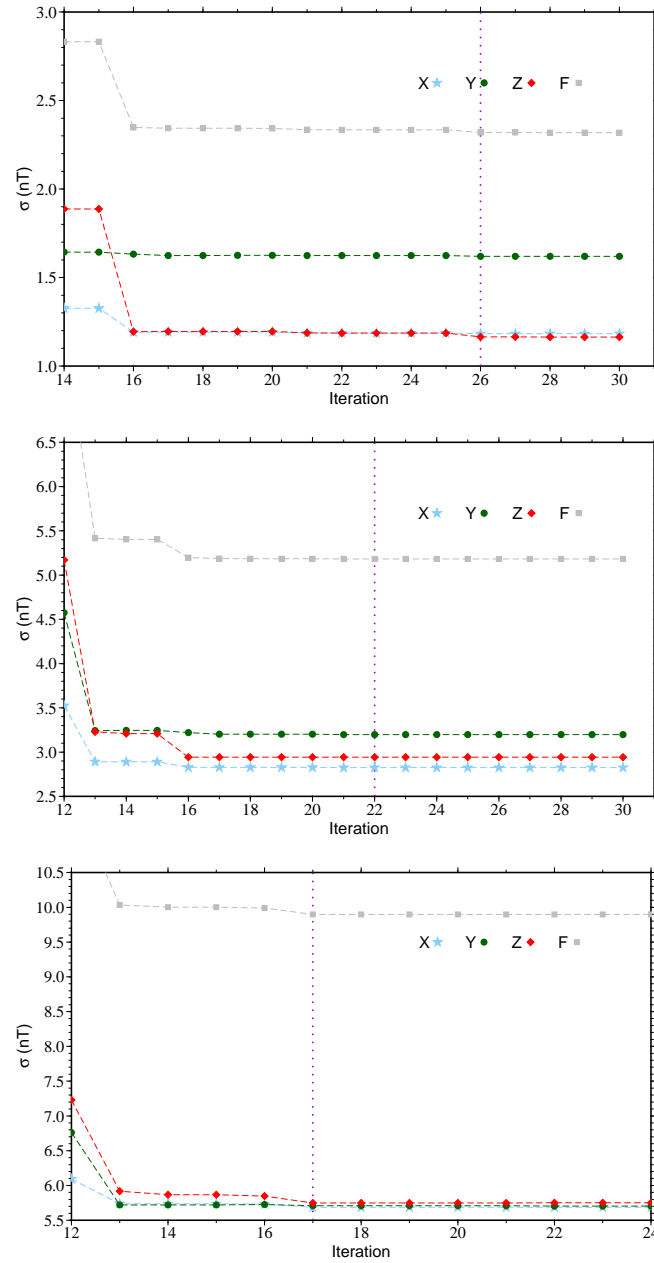 3.0
X Y Z F
2.5
σ (nT)
2.0
1.5
1.0
14 16 18 20 22 24 26 28 30
Iteration
6.5
6.0
X Y Z F
5.5
5.0
σ (nT)
4.5
4.0
3.5
3.0
2.5
12 14 16 18 20 22 24 26 28 30
Iteration
10.5
10.0
X Y Z F
9.5
9.0
8.5
σ (nT)
8.0
7.5
7.0
6.5
6.0
5.5
12 14 16 18 20 22 24
Iteration